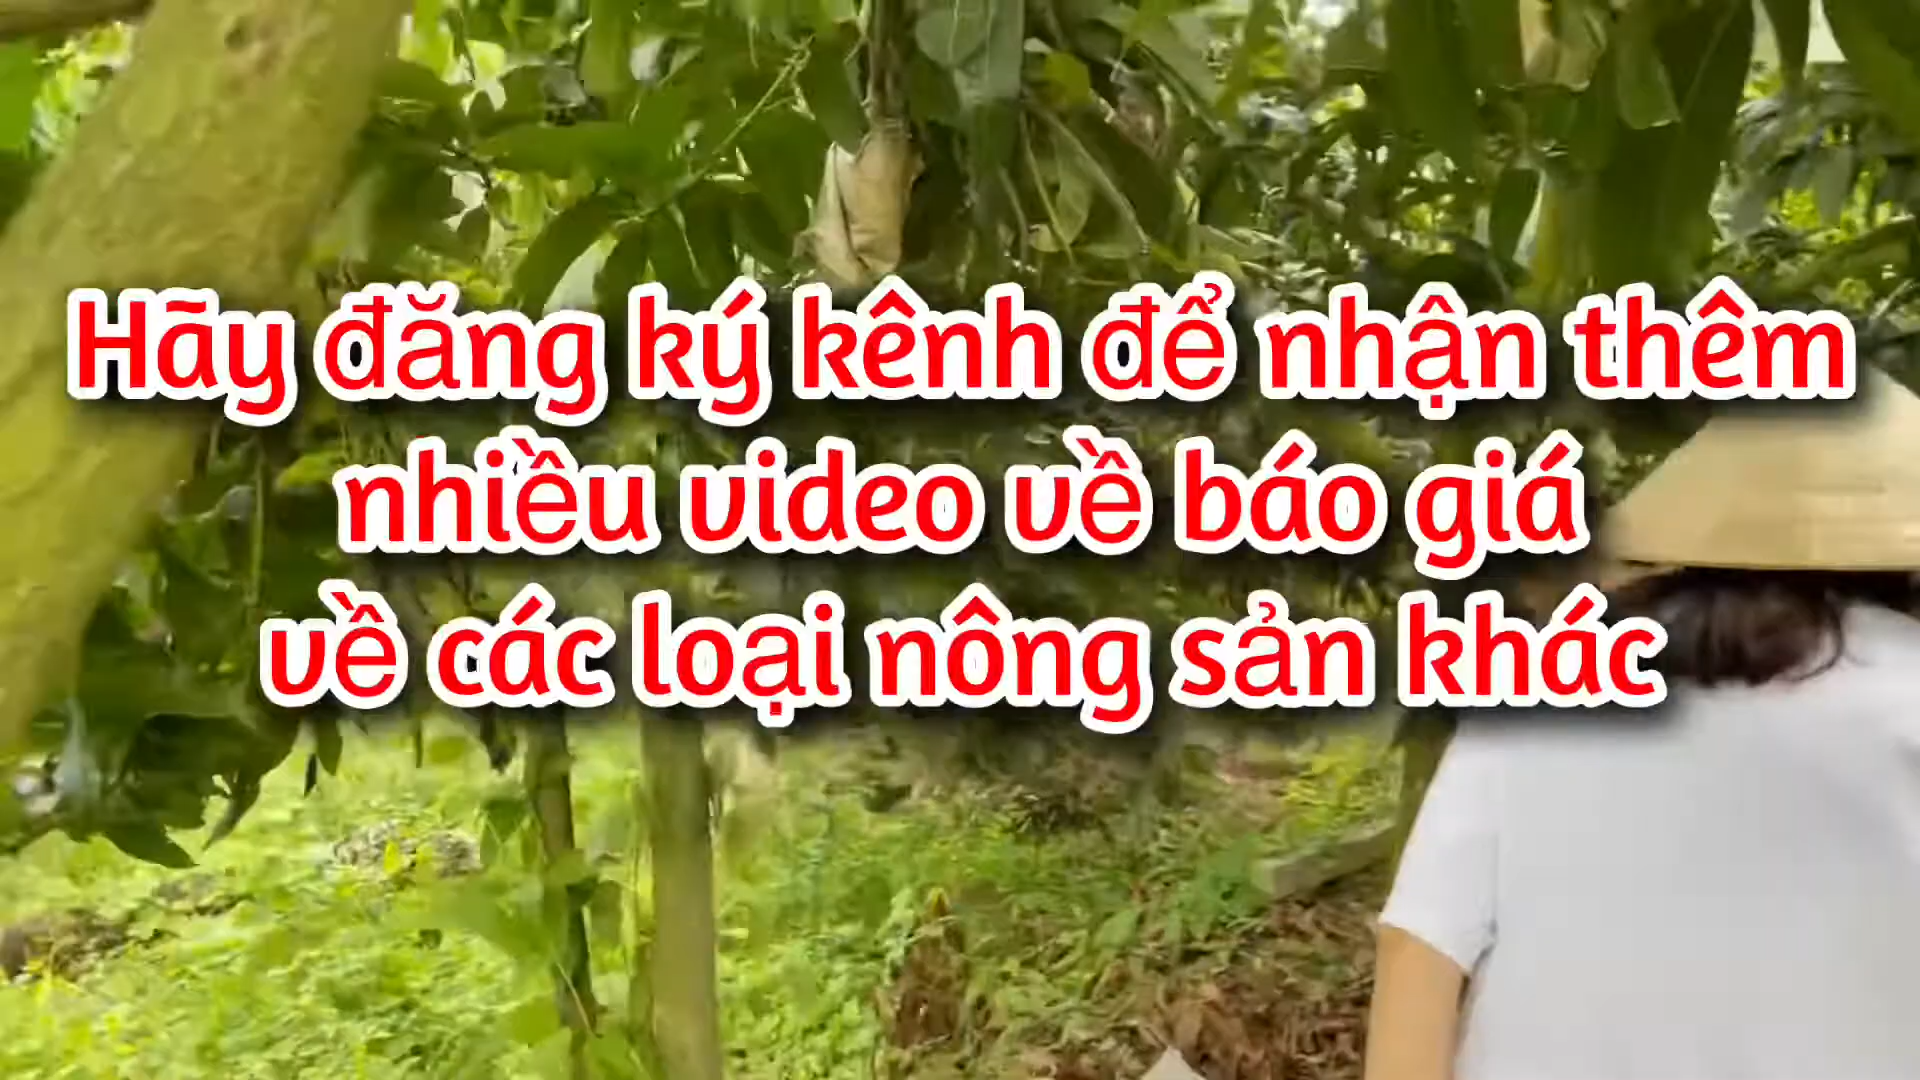 Hãy đăng ký kênh để nhận thêm
nhiều video về báo giá
về các loại nông sản khác